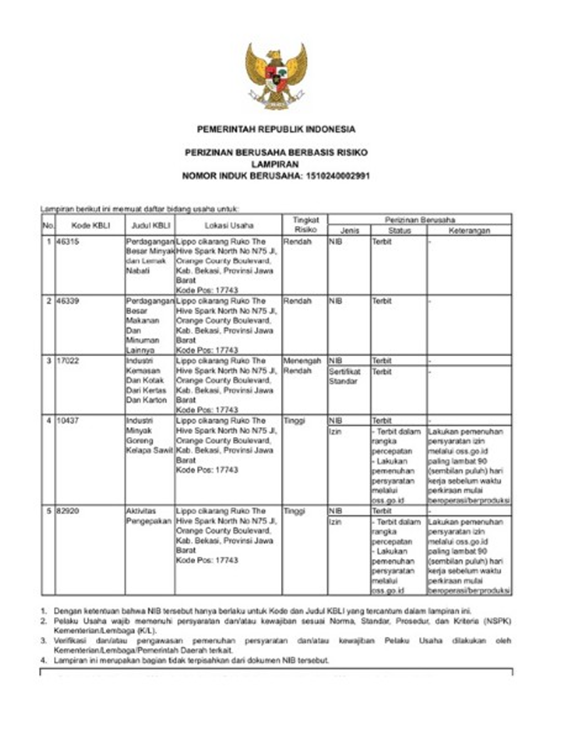 PEMERINTAH REPUBLIK INDONESIA
PERIZINAN BERUSAHA BERBASIS RISIKO
LAMPIRAN
NOMOR INDUK BERUSAHA: 1510240002991
Lampiran berikut ini memuat daftar bidang usaha untuk:
No. Kode KBLI Judul KBLI Lokasi Usaha Tingkat Risiko Perizinan Berusaha
Jenis Status Keterangan
1 46315 Perdagangan Lippo cikarang Ruko The Rendah NIB Terbit -
Besar Minyak Hive Spark North No N75 Jl,
dan Lemak Orange County Boulevard,
Nabati Kab. Bekasi, Provinsi Jawa
Barat
Kode Pos: 17743
2 46339 Perdagangan Lippo cikarang Ruko The Rendah NIB Terbit -
Besar Hive Spark North No N75 Jl,
Makanan Orange County Boulevard,
Dan Kab. Bekasi, Provinsi Jawa
Minuman Barat
Lainnya Kode Pos: 17743
3 17022 Industri Lippo cikarang Ruko The Menengah NIB Terbit -
Kemasan Hive Spark North No N75 Jl, Rendah Sertifikat Terbit -
Dan Kotak Orange County Boulevard, Standar
Dari Kertas Kab. Bekasi, Provinsi Jawa
Dan Karton Barat
Kode Pos: 17743
4 10437 Industri Lippo cikarang Ruko The Tinggi NIB Terbit -
Minyak Hive Spark North No N75 Jl, Izin - Terbit dalam Lakukan pemenuhan
Goreng Orange County Boulevard, rangka persyaratan izin
Kelapa Sawit Kab. Bekasi, Provinsi Jawa percepatan melalui oss.go.id
Barat - Lakukan paling lambat 90
Kode Pos: 17743 pemenuhan (sembilan puluh) hari
persyaratan kerja sebelum waktu
melalui perkiraan mulai
oss.go.id beroperasi/berproduksi
5 82920 Aktivitas Lippo cikarang Ruko The Tinggi NIB Terbit -
Pengepakan Hive Spark North No N75 Jl, Izin - Terbit dalam Lakukan pemenuhan
Orange County Boulevard, rangka persyaratan izin
Kab. Bekasi, Provinsi Jawa percepatan melalui oss.go.id
Barat - Lakukan paling lambat 90
Kode Pos: 17743 pemenuhan (sembilan puluh) hari
persyaratan kerja sebelum waktu
melalui perkiraan mulai
oss.go.id beroperasi/berproduksi
1. Dengan ketentuan bahwa NIB tersebut hanya berlaku untuk Kode dan Judul KBLI yang tercantum dalam lampiran ini.
2. Pelaku Usaha wajib memenuhi persyaratan dan/atau kewajiban sesuai Norma, Standar, Prosedur, dan Kriteria (NSPK)
Kementerian/Lembaga (K/L).
3. Verifikasi dan/atau pengawasan pemenuhan persyaratan dan/atau kewajiban Pelaku Usaha dilakukan oleh
Kementerian/Lembaga/Pemerintah Daerah terkait.
4. Lampiran ini merupakan bagian tidak terpisahkan dari dokumen NIB tersebut.